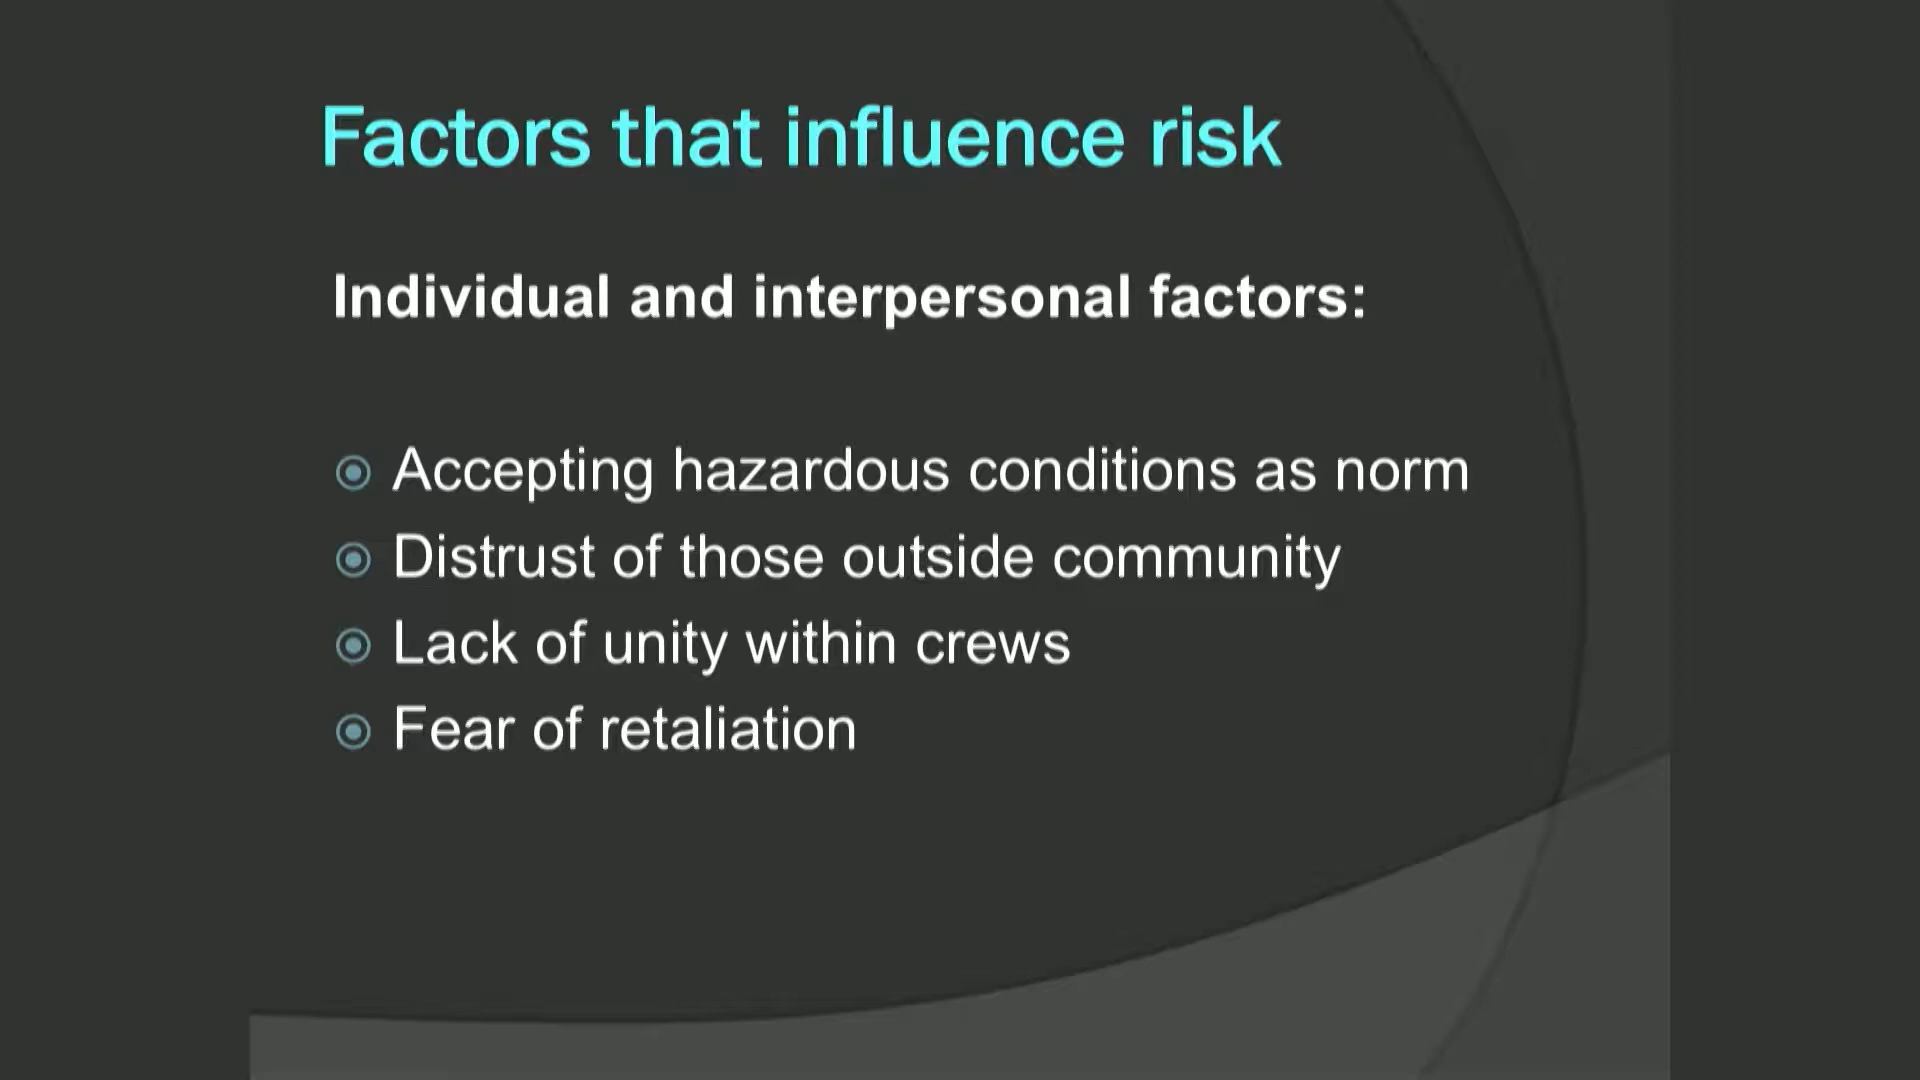 Factors that influence risk
Individual and interpersonal factors:
Accepting hazardous conditions as norm
Distrust of those outside community
Lack of unity within crews
Fear of retaliation